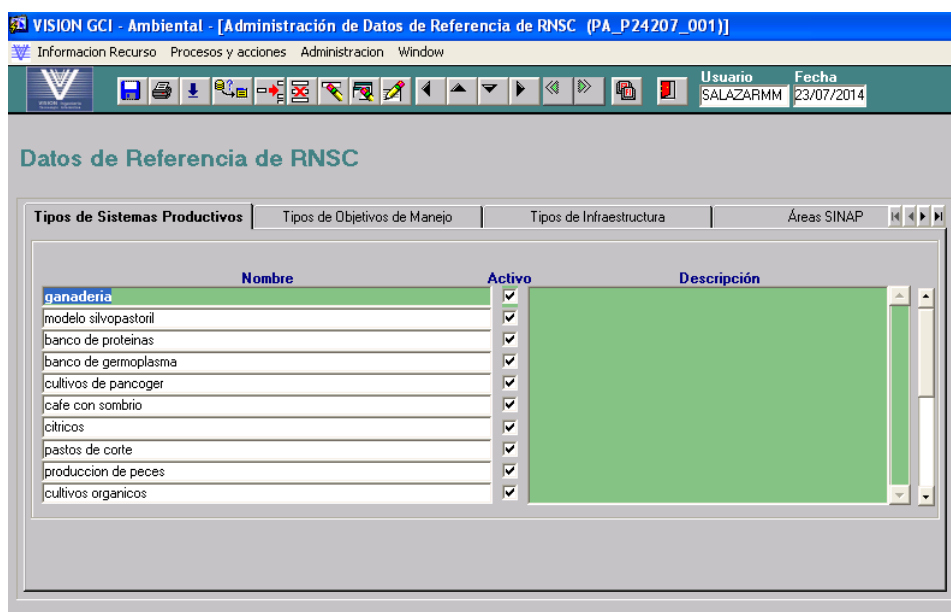 VISION GCI - Ambiental - [Administración de Datos de Referencia de RNSC (PA_P24207_001)]
Informacion Recurso Procesos y acciones Administracion Window
Usuario Fecha
SALAZARMM 23/07/2014
Datos de Referencia de RNSC
Tipos de Sistemas Productivos Tipos de Objetivos de Manejo Tipos de Infraestructura Áreas SINAP
Nombre Activo Descripción
ganaderia
modelo silvopastoril
banco de proteinas
banco de germoplasma
cultivos de pancoger
cafe con sombrio
citricos
pastos de corte
produccion de peces
cultivos organicos